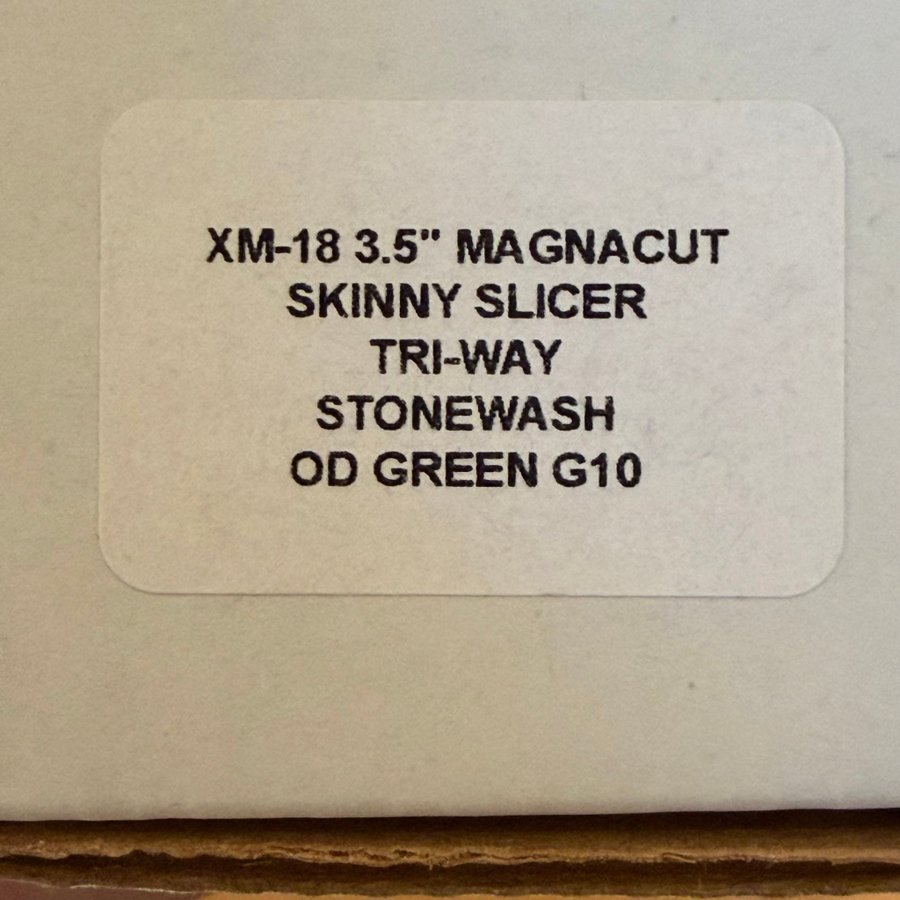 XM-18 3.5" MAGNACUT
SKINNY SLICER
TRI-WAY
STONEWASH
OD GREEN G10